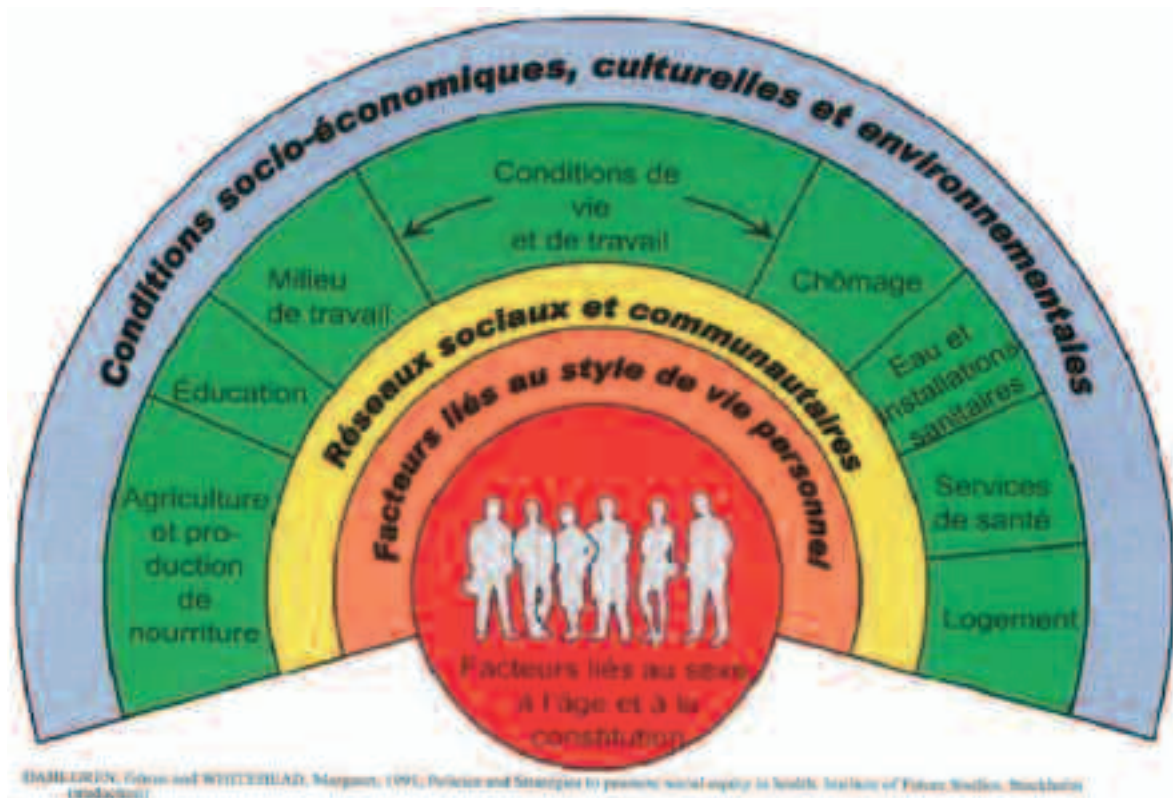 Conditions socio-économiques, culturelles et environnementales
Conditions de
vie
et de travail
Milieu
de travail
Chômage
Éducation
Eau et
installations
sanitaires
Réseaux sociaux et communautaires
Facteurs liés au style de vie personnel
Agriculture
et pro-
duction
de
nourriture
Services
de santé
Logement
Facteurs liés au sexe
à l'âge et à la
constitution
DAHLGREN, Göran and WHITEHEAD, Margaret, 1991; Policies and Strategies to promote social equity in health. Institute of Future Studies. Stockholm